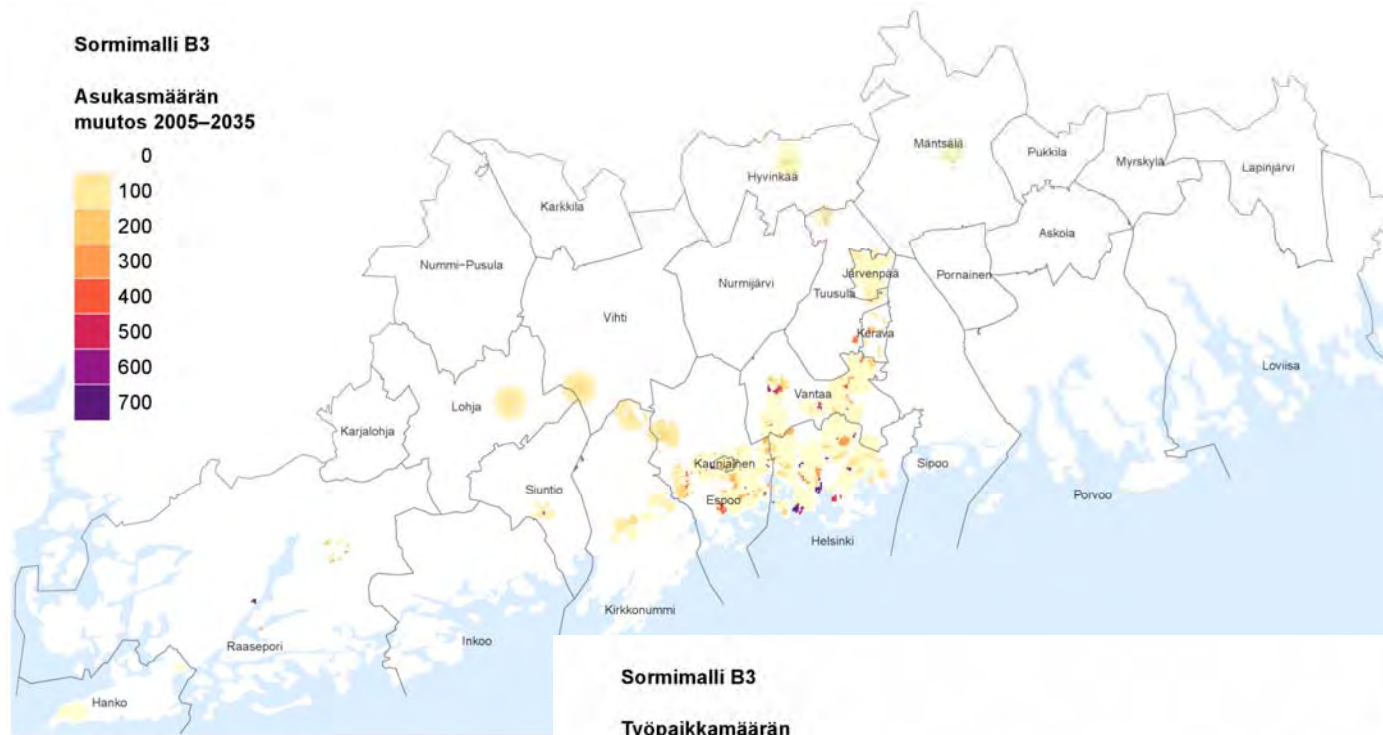 Sormimalli B3
Asukasmäärän
muutos 2005–2035
0
100
200
300
400
500
600
700
Mäntsälä
Pukkila
Myrskylä
Lapinjärvi
Hyvinkää
Karkkila
Askola
Nummi-Pusula
Nurmijärvi
Järvenpää
Pornainen
Tuusula
Vihti
Kerava
Loviisa
Vantaa
Lohja
Karjalohja
Kauniainen
Sipoo
Siuntio
Espoo
Porvoo
Helsinki
Kirkkonummi
Raasepori
Inkoo
Hanko
Sormimalli B3
Työpaikkamäärän